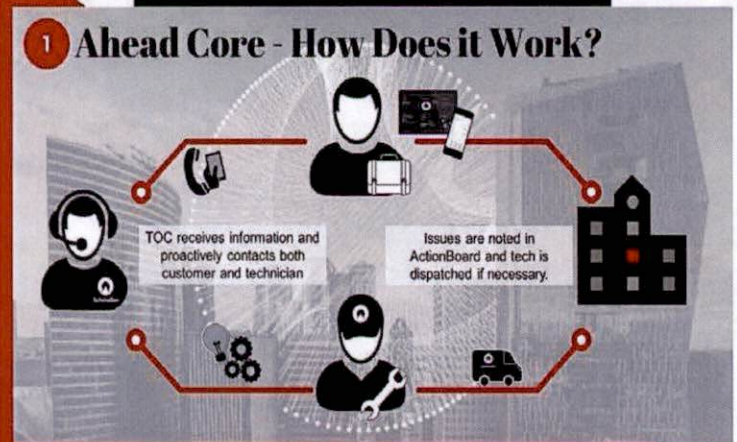 1 Ahead Core - How Does it Work?
TOC receives information and
proactively contacts both
customer and technician
Issues are noted in
ActionBoard and tech is
dispatched if necessary.